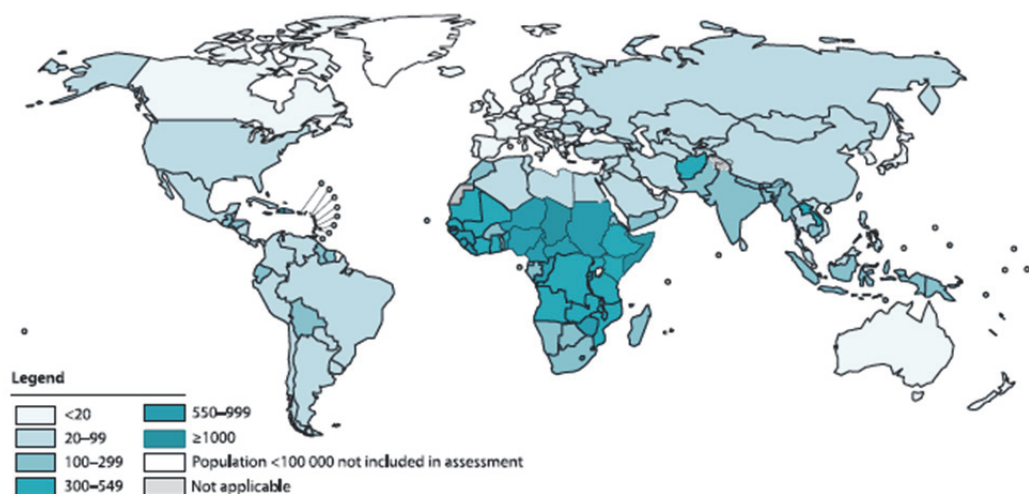 Legend
<20
20–99
100–299
300–549
550–999
≥1000
Population <100 000 not included in assessment
Not applicable